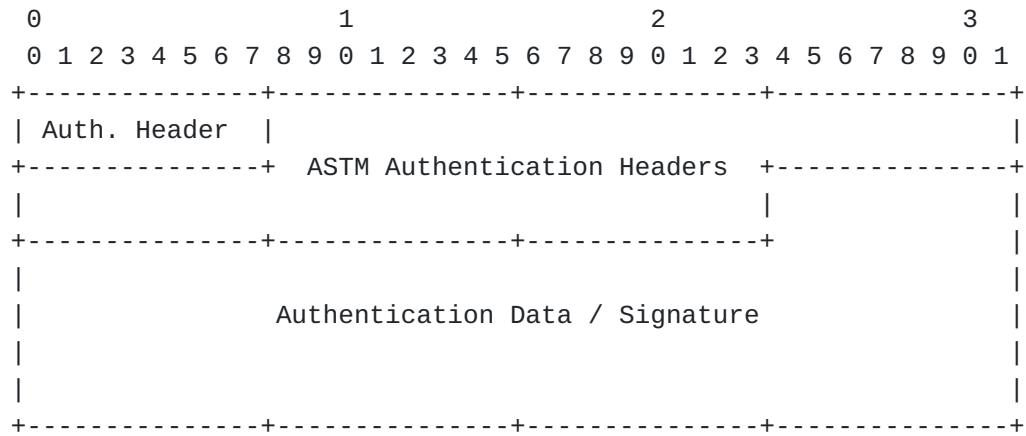 0                   1                   2                   3
 0 1 2 3 4 5 6 7 8 9 0 1 2 3 4 5 6 7 8 9 0 1 2 3 4 5 6 7 8 9 0 1
+---------------+---------------+---------------+---------------+
| Auth. Header  |                                               |
+---------------+  ASTM Authentication Headers  +---------------+
|                                               |               |
+---------------+---------------+---------------+               |
|                                                               |
|                Authentication Data / Signature                |
|                                                               |
|                                                               |
+---------------+---------------+---------------+---------------+